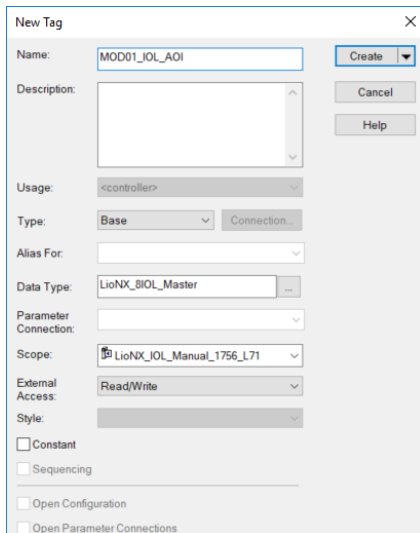 New Tag
Name: MOD01_IOL_AOI Create
Description: Cancel
Help
Usage: <controller>
Type: Base Connection...
Alias For:
Data Type: LioNX_8IOL_Master ...
Parameter
Connection:
Scope: LioNX_IOL_Manual_1756_L71
External
Access: Read/Write
Style:
Constant
Sequencing
Open Configuration
Open Parameter Connections